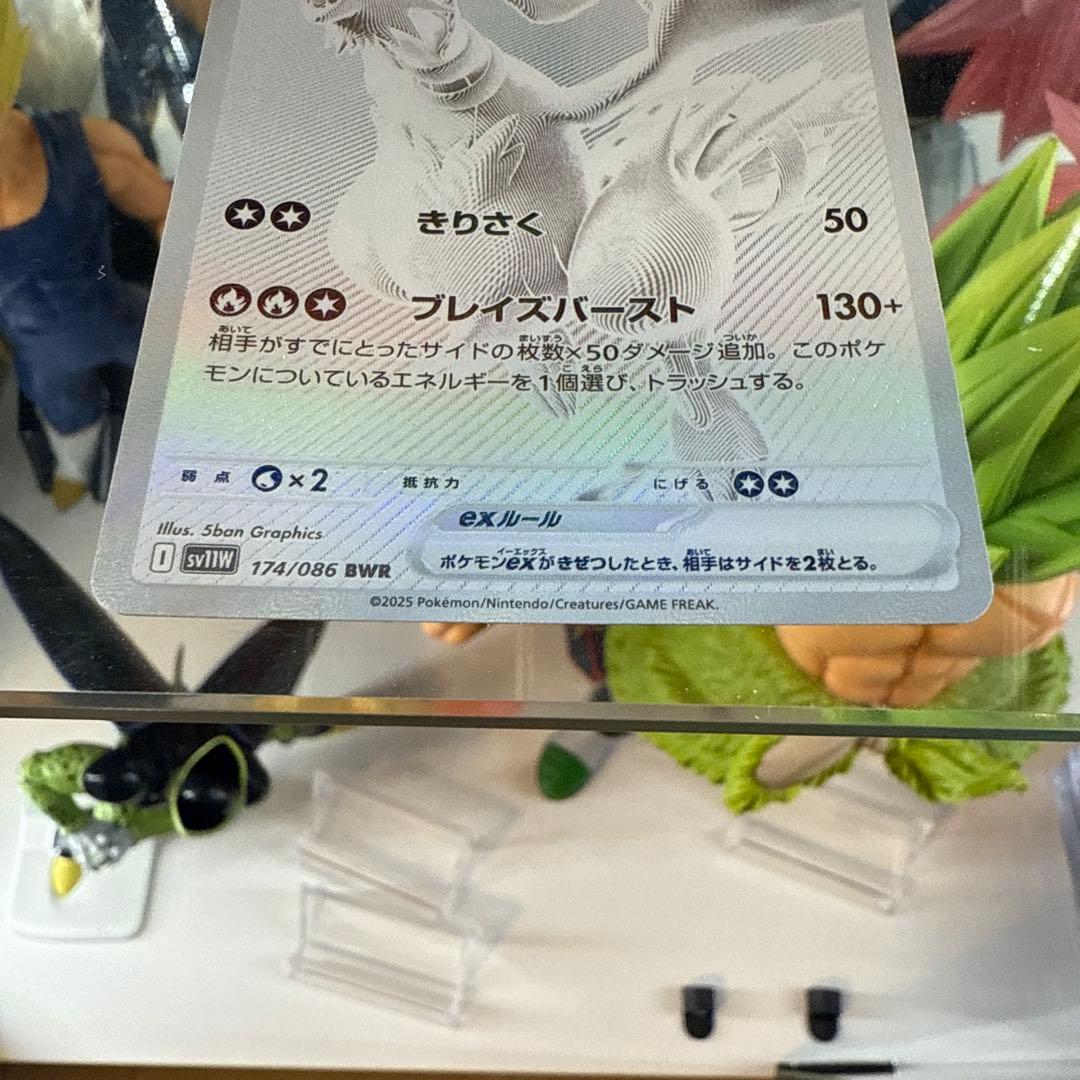 きりさく 50
ブレイズバースト 130+
相手がすでにとったサイドの枚数×50ダメージ追加。このポケ
モンについているエネルギーを1個選び、トラッシュする。
弱点 ×2 抵抗力 にげる
Illus. 5ban Graphics
exルール
I sv11W 174/086 BWR
ポケモンexがきぜつしたとき、相手はサイドを2枚とる。
©2025 Pokémon/Nintendo/Creatures/GAME FREAK.